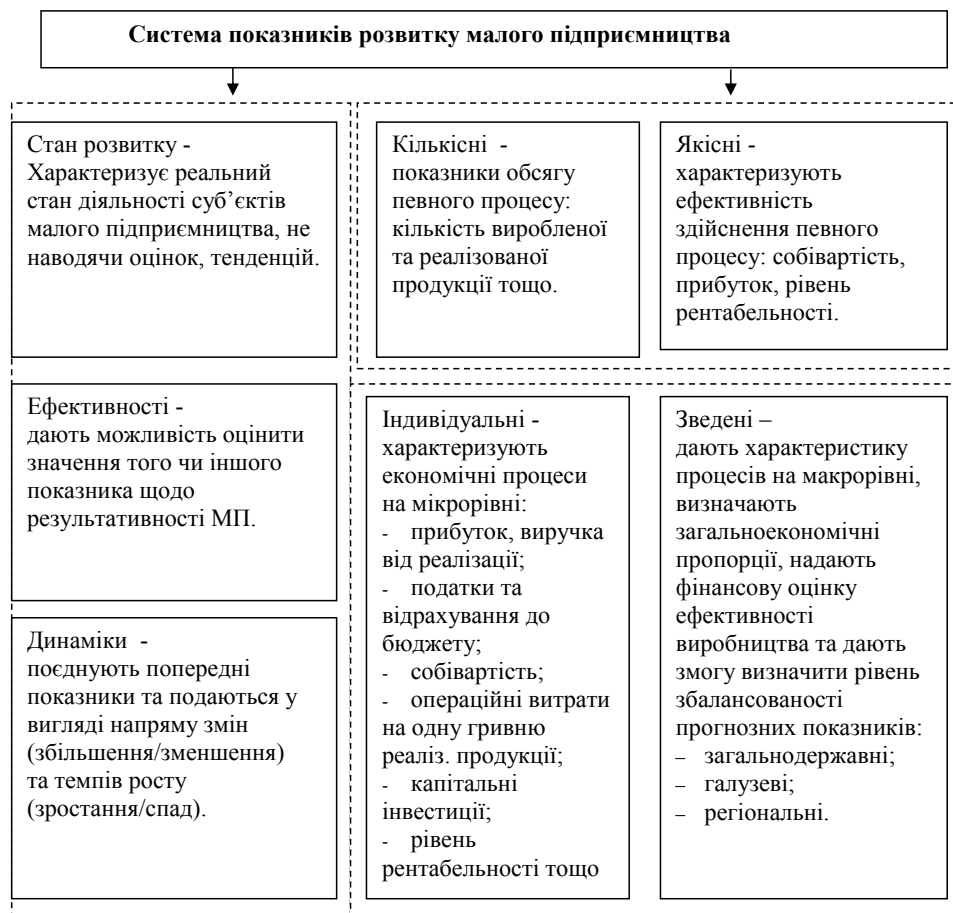 Система показників розвитку малого підприємництва
Стан розвитку -
Характеризує реальний
стан діяльності суб’єктів
малого підприємництва, не
наводячи оцінок, тенденцій.
Кількісні -
показники обсягу
певного процесу:
кількість виробленої
та реалізованої
продукції тощо.
Якісні -
характеризують
ефективність
здійснення певного
процесу: собівартість,
прибуток, рівень
рентабельності.
Ефективності -
дають можливість оцінити
значення того чи іншого
показника щодо
результативності МП.
Динаміки -
поєднують попередні
показники та подаються у
вигляді напряму змін
(збільшення/зменшення)
та темпів росту
(зростання/спад).
Індивідуальні -
характеризують
економічні процеси
на мікрорівні:
- прибуток, виручка
від реалізації;
- податки та
відрахування до
бюджету;
- собівартість;
- операційні витрати
на одну гривню
реаліз. продукції;
- капітальні
інвестиції;
- рівень
рентабельності тощо
Зведені –
дають характеристику
процесів на макрорівні,
визначають
загальноекономічні
пропорції, надають
фінансову оцінку
ефективності
виробництва та дають
змогу визначити рівень
збалансованості
прогнозних показників:
– загальнодержавні;
– галузеві;
– регіональні.